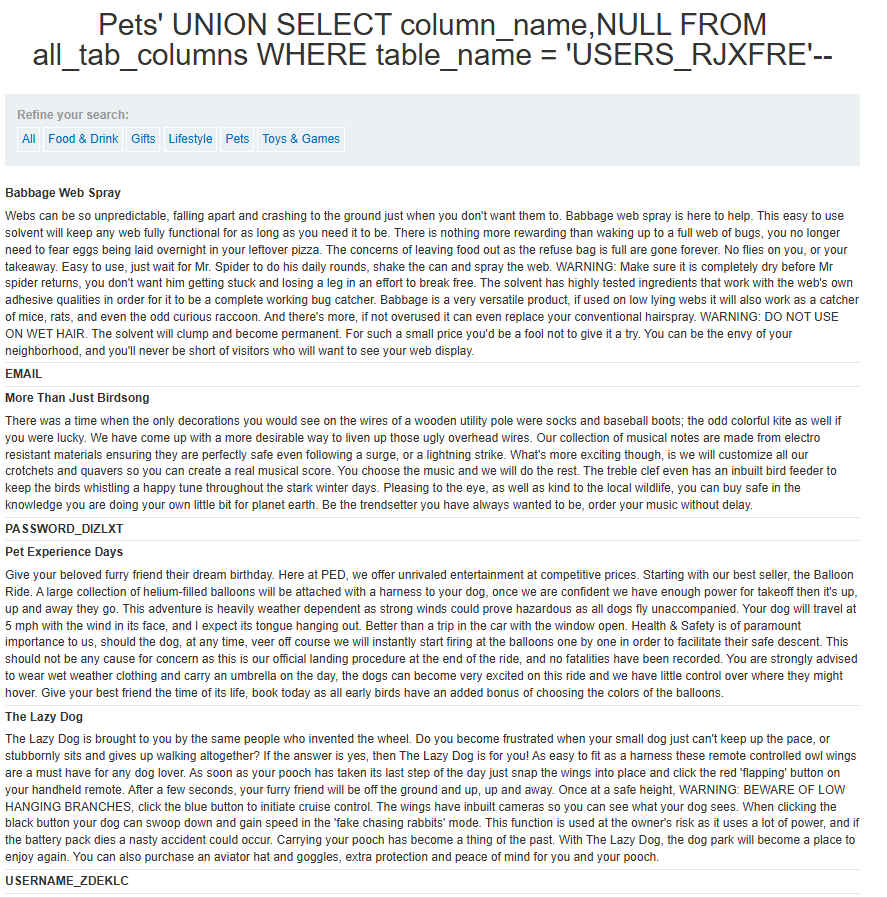 Pets' UNION SELECT column_name,NULL FROM
all_tab_columns WHERE table_name = 'USERS_RJXFRE'--
Refine your search:
All Food & Drink Gifts Lifestyle Pets Toys & Games
Babbage Web Spray
Webs can be so unpredictable, falling apart and crashing to the ground just when you don't want them to. Babbage web spray is here to help. This easy to use
solvent will keep any web fully functional for as long as you need it to be. There is nothing more rewarding than waking up to a full web of bugs, you no longer
need to fear eggs being laid overnight in your leftover pizza. The concerns of leaving food out as the refuse bag is full are gone forever. No flies on you, or your
takeaway. Easy to use, just wait for Mr. Spider to do his daily rounds, shake the can and spray the web. WARNING: Make sure it is completely dry before Mr
spider returns, you don't want him getting stuck and losing a leg in an effort to break free. The solvent has highly tested ingredients that work with the web's own
adhesive qualities in order for it to be a complete working bug catcher. Babbage is a very versatile product, if used on low lying webs it will also work as a catcher
of mice, rats, and even the odd curious raccoon. And there's more, if not overused it can even replace your conventional hairspray. WARNING: DO NOT USE
ON WET HAIR. The solvent will clump and become permanent. For such a small price you'd be a fool not to give it a try. You can be the envy of your
neighborhood, and you'll never be short of visitors who will want to see your web display.
EMAIL
More Than Just Birdsong
There was a time when the only decorations you would see on the wires of a wooden utility pole were socks and baseball boots; the odd colorful kite as well if
you were lucky. We have come up with a more desirable way to liven up those ugly overhead wires. Our collection of musical notes are made from electro
resistant materials ensuring they are perfectly safe even following a surge, or a lightning strike. What's more exciting though, is we will customize all our
crotchets and quavers so you can create a real musical score. You choose the music and we will do the rest. The treble clef even has an inbuilt bird feeder to
keep the birds whistling a happy tune throughout the stark winter days. Pleasing to the eye, as well as kind to the local wildlife, you can buy safe in the
knowledge you are doing your own little bit for planet earth. Be the trendsetter you have always wanted to be, order your music without delay.
PASSWORD_DIZLXT
Pet Experience Days
Give your beloved furry friend their dream birthday. Here at PED, we offer unrivaled entertainment at competitive prices. Starting with our best seller, the Balloon
Ride. A large collection of helium-filled balloons will be attached with a harness to your dog, once we are confident we have enough power for takeoff then it's up,
up and away they go. This adventure is heavily weather dependent as strong winds could prove hazardous as all dogs fly unaccompanied. Your dog will travel at
5 mph with the wind in its face, and I expect its tongue hanging out. Better than a trip in the car with the window open. Health & Safety is of paramount
importance to us, should the dog, at any time, veer off course we will instantly start firing at the balloons one by one in order to facilitate their safe descent. This
should not be any cause for concern as this is our official landing procedure at the end of the ride, and no fatalities have been recorded. You are strongly advised
to wear wet weather clothing and carry an umbrella on the day, the dogs can become very excited on this ride and we have little control over where they might
hover. Give your best friend the time of its life, book today as all early birds have an added bonus of choosing the colors of the balloons.
The Lazy Dog
The Lazy Dog is brought to you by the same people who invented the wheel. Do you become frustrated when your small dog just can't keep up the pace, or
stubbornly sits and gives up walking altogether? If the answer is yes, then The Lazy Dog is for you! As easy to fit as a harness these remote controlled owl wings
are a must have for any dog lover. As soon as your pooch has taken its last step of the day just snap the wings into place and click the red 'flapping' button on
your handheld remote. After a few seconds, your furry friend will be off the ground and up, up and away. Once at a safe height, WARNING: BEWARE OF LOW
HANGING BRANCHES, click the blue button to initiate cruise control. The wings have inbuilt cameras so you can see what your dog sees. When clicking the
black button your dog can swoop down and gain speed in the 'fake chasing rabbits' mode. This function is used at the owner's risk as it uses a lot of power, and if
the battery pack dies a nasty accident could occur. Carrying your pooch has become a thing of the past. With The Lazy Dog, the dog park will become a place to
enjoy again. You can also purchase an aviator hat and goggles, extra protection and peace of mind for you and your pooch.
USERNAME_ZDEKLC